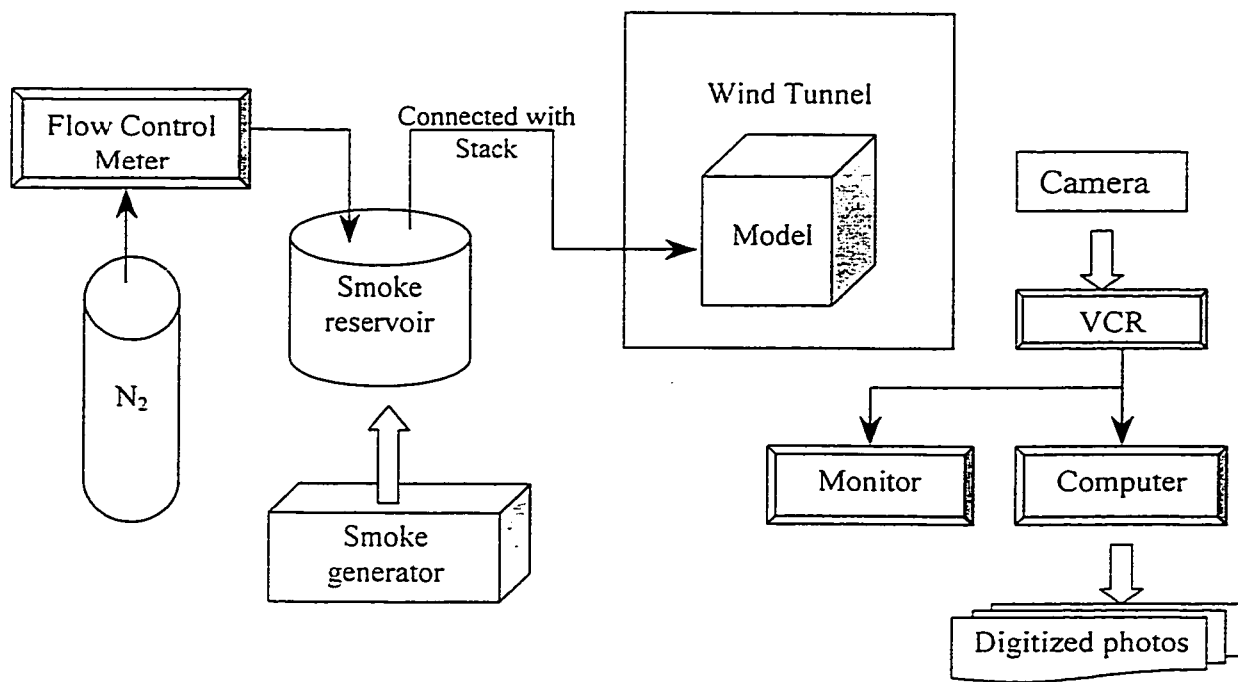 Flow Control
Meter
N₂
Smoke
reservoir
Smoke
generator
Connected with
Stack
Wind Tunnel
Model
Camera
VCR
Monitor
Computer
Digitized photos